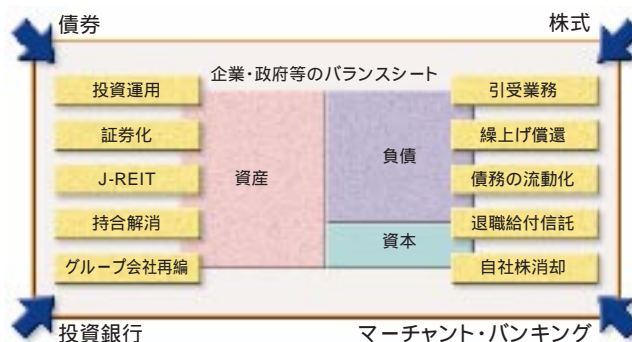 債券
株式
企業・政府等のバランスシート
投資運用
証券化
J-REIT
持合解消
グループ会社再編
資産
負債
資本
引受業務
繰上げ償還
債務の流動化
退職給付信託
自社株消却
投資銀行
マーチャント・バンキング